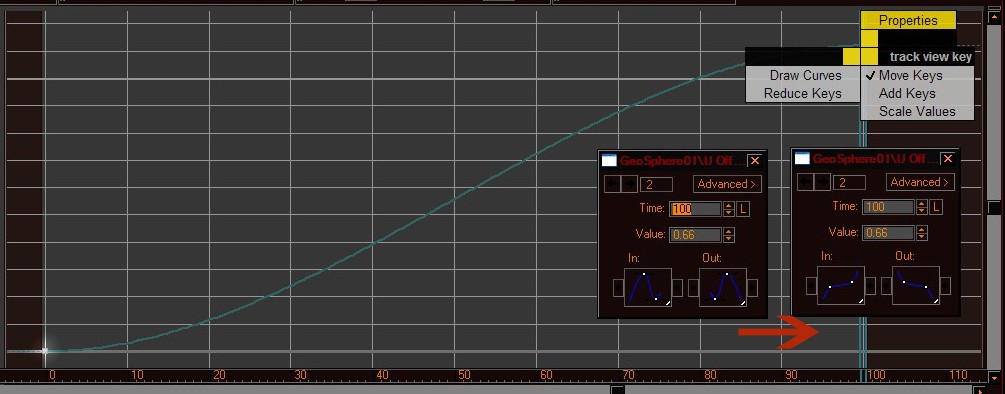 Properties
track view key
Draw Curves
✓ Move Keys
Reduce Keys
Add Keys
Scale Values
GeoSphere01\U Off ...
2
Advanced >
Time: 100 L
Value: 0.66
In: Out:
GeoSphere01\U Off ...
2
Advanced >
Time: 100 L
Value: 0.66
In: Out:
0 10 20 30 40 50 60 70 80 90 100 110